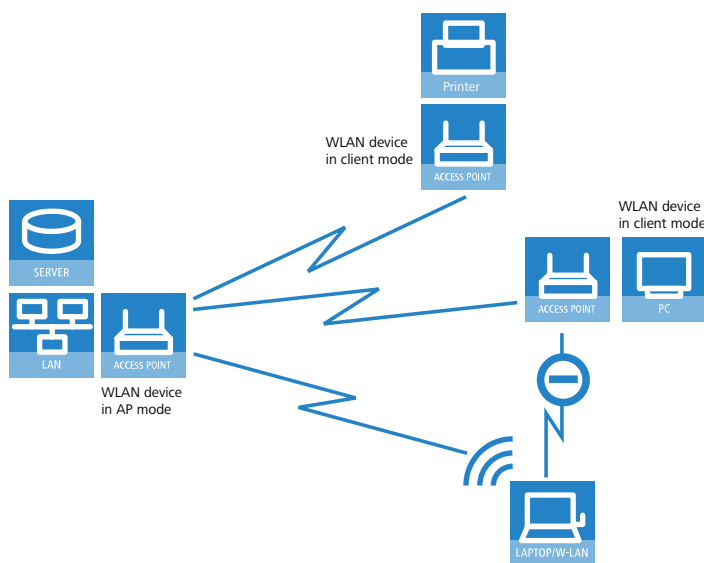 Printer
WLAN device
in client mode
ACCESS POINT
WLAN device
in client mode
SERVER
ACCESS POINT
PC
LAN
ACCESS POINT
WLAN device
in AP mode
LAPTOP/W-LAN